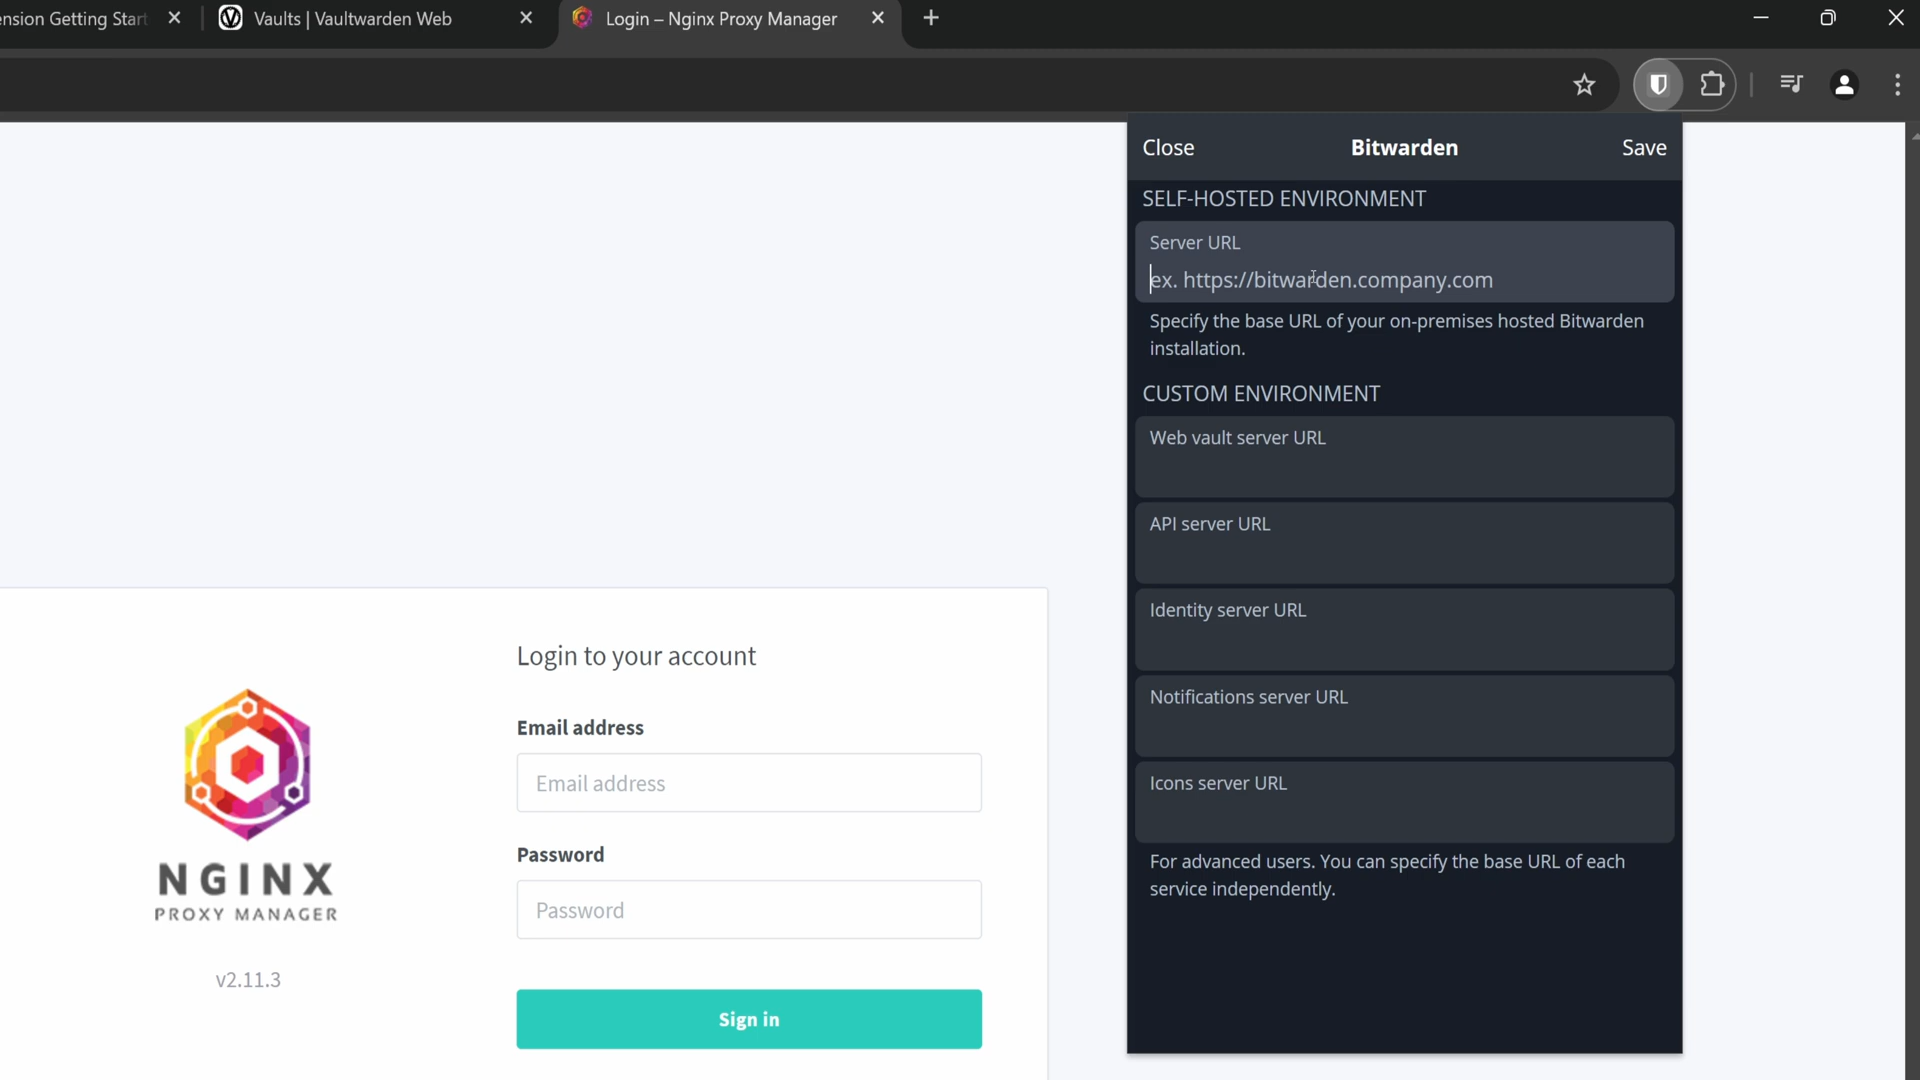 ension Getting Start
Vaults | Vaultwarden Web
Login – Nginx Proxy Manager
Close
Bitwarden
Save
SELF-HOSTED ENVIRONMENT
Server URL
ex. https://bitwarden.company.com
Specify the base URL of your on-premises hosted Bitwarden
installation.
CUSTOM ENVIRONMENT
Web vault server URL
API server URL
Identity server URL
Notifications server URL
Icons server URL
For advanced users. You can specify the base URL of each
service independently.
Login to your account
Email address
Email address
Password
Password
Sign in
NGINX
PROXY MANAGER
v2.11.3